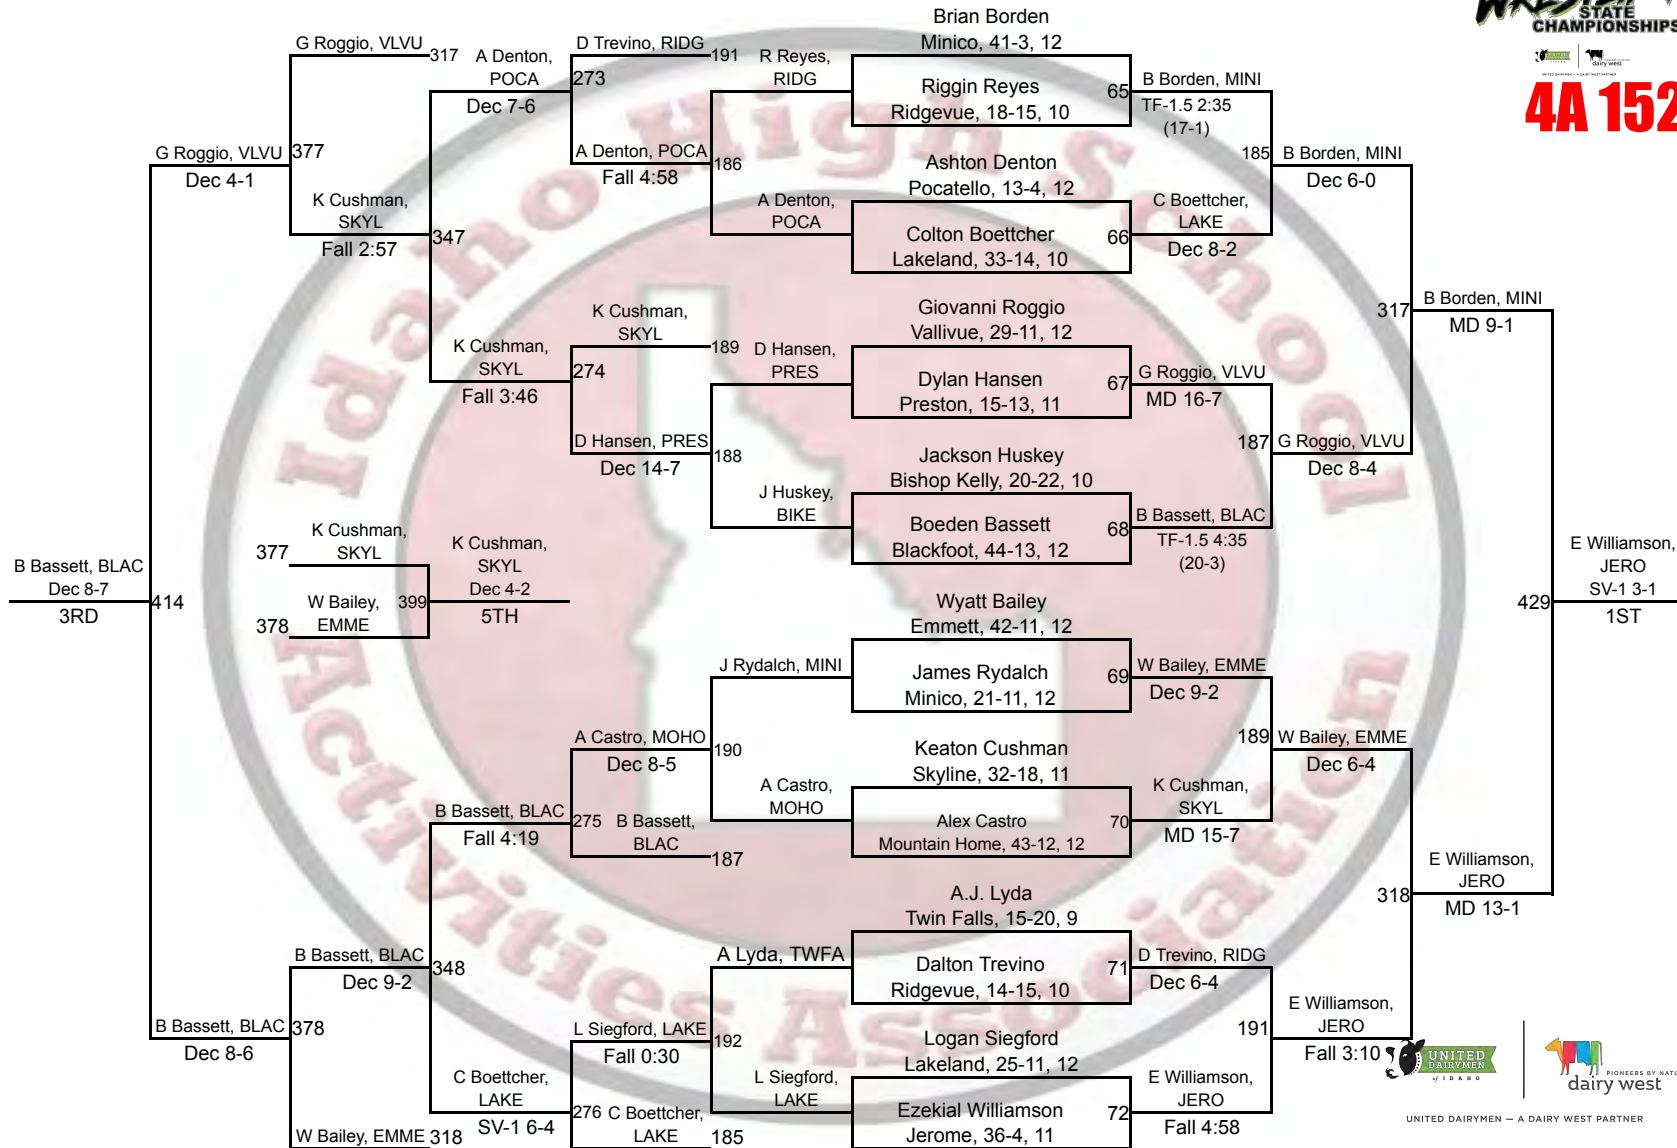 STATE
CHAMPIONSHIPS
dairy west
4A 152
Idaho High School
Activities Association
G Roggio, VLVU
317
K Cushman,
SKYL
Fall 2:57
347
G Roggio, VLVU
Dec 4-1
377
A Denton,
POCA
Dec 7-6
273
D Trevino, RIDG
191
A Denton, POCA
Fall 4:58
186
R Reyes,
RIDG
A Denton,
POCA
K Cushman,
SKYL
Fall 3:46
274
K Cushman,
SKYL
189
D Hansen, PRES
Dec 14-7
188
D Hansen,
PRES
J Huskey,
BIKE
377
K Cushman,
SKYL
378
W Bailey,
EMME
399
K Cushman,
SKYL
Dec 4-2
5TH
B Bassett, BLAC
Dec 8-7
3RD
414
J Rydalch, MINI
A Castro,
MOHO
A Castro, MOHO
Dec 8-5
190
B Bassett, BLAC
Fall 4:19
275
B Bassett,
BLAC
187
B Bassett, BLAC
Dec 9-2
348
B Bassett, BLAC
Dec 8-6
378
A Lyda, TWFA
L Siegford, LAKE
Fall 0:30
192
L Siegford,
LAKE
C Boettcher,
LAKE
SV-1 6-4
276
C Boettcher,
LAKE
185
W Bailey, EMME
318
Brian Borden
Minico, 41-3, 12
Riggin Reyes
Ridgevue, 18-15, 10
65
Ashton Denton
Pocatello, 13-4, 12
Colton Boettcher
Lakeland, 33-14, 10
66
Giovanni Roggio
Vallivue, 29-11, 12
Dylan Hansen
Preston, 15-13, 11
67
Jackson Huskey
Bishop Kelly, 20-22, 10
Boeden Bassett
Blackfoot, 44-13, 12
68
Wyatt Bailey
Emmett, 42-11, 12
James Rydalch
Minico, 21-11, 12
69
Keaton Cushman
Skyline, 32-18, 11
Alex Castro
Mountain Home, 43-12, 12
70
A.J. Lyda
Twin Falls, 15-20, 9
Dalton Trevino
Ridgevue, 14-15, 10
71
Logan Siegford
Lakeland, 25-11, 12
Ezekial Williamson
Jerome, 36-4, 11
72
B Borden, MINI
TF-1.5 2:35
(17-1)
C Boettcher,
LAKE
Dec 8-2
185
B Borden, MINI
Dec 6-0
G Roggio, VLVU
MD 16-7
B Bassett, BLAC
TF-1.5 4:35
(20-3)
187
G Roggio, VLVU
Dec 8-4
317
B Borden, MINI
MD 9-1
W Bailey, EMME
Dec 9-2
K Cushman,
SKYL
MD 15-7
189
W Bailey, EMME
Dec 6-4
D Trevino, RIDG
Dec 6-4
E Williamson,
JERO
Fall 4:58
191
E Williamson,
JERO
Fall 3:10
318
E Williamson,
JERO
MD 13-1
429
E Williamson,
JERO
SV-1 3-1
1ST
UNITED
DAIRYMEN
of IDAHO
PIONEERS BY NATU
dairy west
UNITED DAIRYMEN — A DAIRY WEST PARTNER